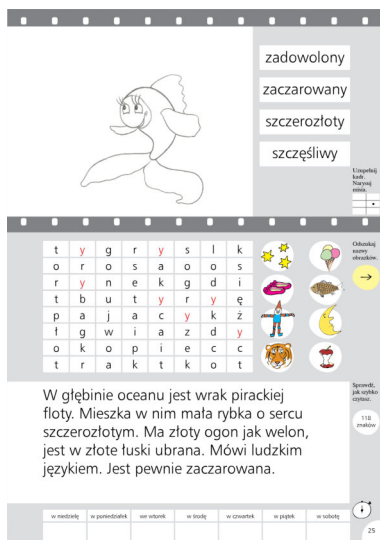 zadowolony
zaczarowany
szczerozłoty
szczęśliwy
Uzupełnij
kadr.
Narysuj
misia.
t y g r y s l k
o r o s a o o s
r y n e k g d i
t b u t y r y ę
p a j a c y k ż
ł g w i a z d y
o k o p i e c c
t r a k t k o t
Odszukaj
nazwy
obrazków.
W głębinie oceanu jest wrak pirackiej
floty. Mieszka w nim mała rybka o sercu
szczerozłotym. Ma złoty ogon jak welon,
jest w złote łuski ubrana. Mówi ludzkim
językiem. Jest pewnie zaczarowana.
Sprawdź,
jak szybko
czytasz.
118
znaków
w niedzielę w poniedziałek we wtorek w środę w czwartek w piątek w sobotę
25